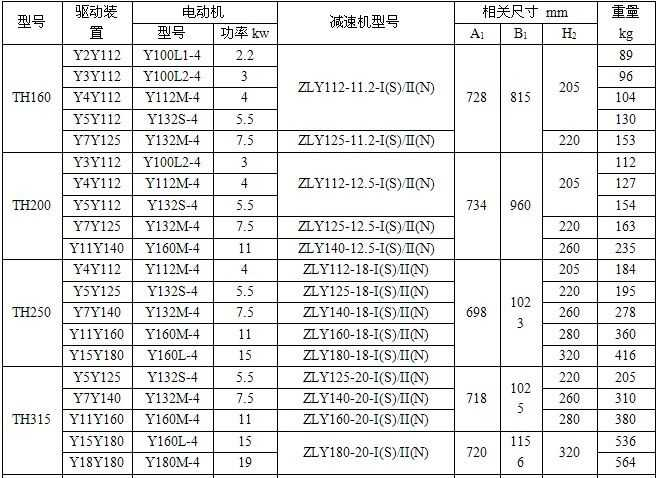 型号 驱动装置 电动机 减速机型号 相关尺寸 mm 重量 kg
型号 功率 kw A1 B1 H2
TH160 Y2Y112 Y100L1-4 2.2 ZLY112-11.2-I(S)/II(N) 728 815 205 89
Y3Y112 Y100L2-4 3 96
Y4Y112 Y112M-4 4 104
Y5Y112 Y132S-4 5.5 130
Y7Y125 Y132M-4 7.5 ZLY125-11.2-I(S)/II(N) 220 153
TH200 Y3Y112 Y100L2-4 3 ZLY112-12.5-I(S)/II(N) 734 960 205 112
Y4Y112 Y112M-4 4 127
Y5Y112 Y132S-4 5.5 154
Y7Y125 Y132M-4 7.5 ZLY125-12.5-I(S)/II(N) 220 163
Y11Y140 Y160M-4 11 ZLY140-12.5-I(S)/II(N) 260 235
TH250 Y4Y112 Y112M-4 4 ZLY112-18-I(S)/II(N) 698 1023 205 184
Y5Y125 Y132S-4 5.5 ZLY125-18-I(S)/II(N) 220 195
Y7Y140 Y132M-4 7.5 ZLY140-18-I(S)/II(N) 260 278
Y11Y160 Y160M-4 11 ZLY160-18-I(S)/II(N) 280 360
Y15Y180 Y160L-4 15 ZLY180-18-I(S)/II(N) 320 416
TH315 Y5Y125 Y132S-4 5.5 ZLY125-20-I(S)/II(N) 718 1025 220 205
Y7Y140 Y132M-4 7.5 ZLY140-20-I(S)/II(N) 260 310
Y11Y160 Y160M-4 11 ZLY160-20-I(S)/II(N) 280 380
Y15Y180 Y160L-4 15 ZLY180-20-I(S)/II(N) 720 1156 320 536
Y18Y180 Y180M-4 19 564